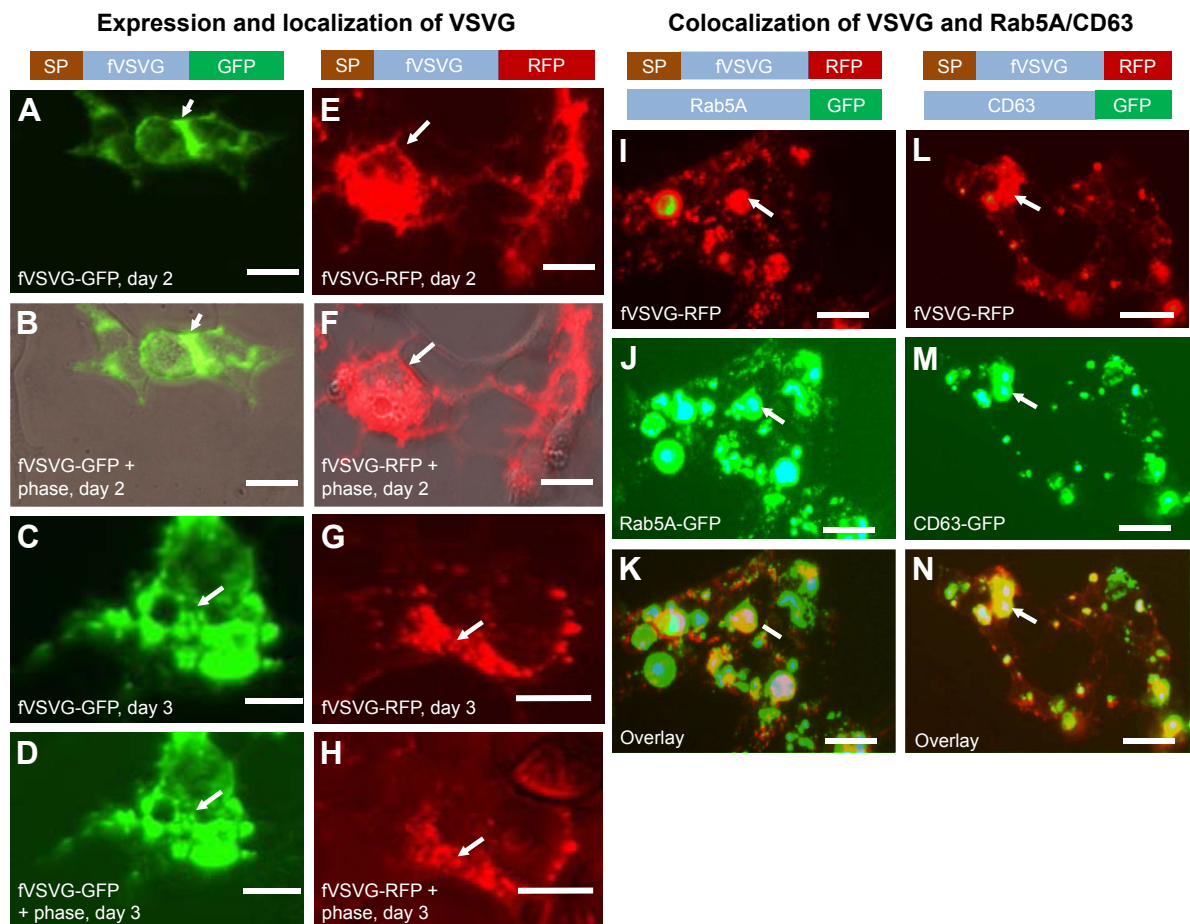 Expression and localization of VSVG
SP fVSVG GFP
SP fVSVG RFP
A
fVSVG-GFP, day 2
E
fVSVG-RFP, day 2
B
fVSVG-GFP +
phase, day 2
F
fVSVG-RFP +
phase, day 2
C
fVSVG-GFP, day 3
G
fVSVG-RFP, day 3
D
fVSVG-GFP
+ phase, day 3
H
fVSVG-RFP +
phase, day 3
Colocalization of VSVG and Rab5A/CD63
SP fVSVG RFP
Rab5A GFP
SP fVSVG RFP
CD63 GFP
I
fVSVG-RFP
L
fVSVG-RFP
J
Rab5A-GFP
M
CD63-GFP
K
Overlay
N
Overlay